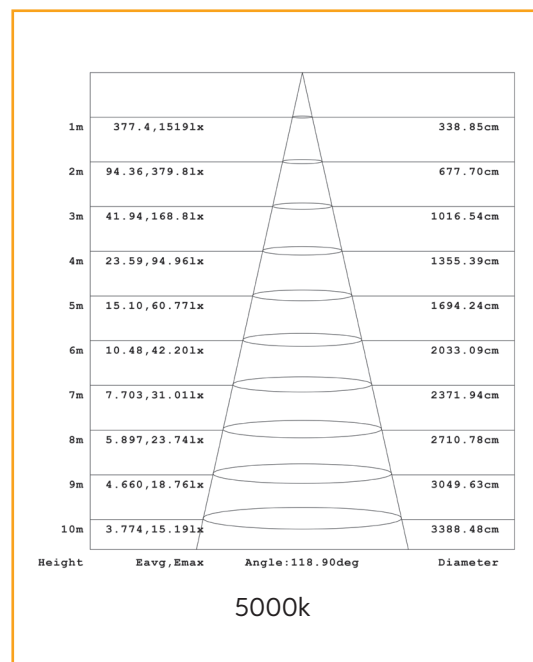 1m 377.4,1519lx 338.85cm
2m 94.36,379.8lx 677.70cm
3m 41.94,168.8lx 1016.54cm
4m 23.59,94.96lx 1355.39cm
5m 15.10,60.77lx 1694.24cm
6m 10.48,42.20lx 2033.09cm
7m 7.703,31.01lx 2371.94cm
8m 5.897,23.74lx 2710.78cm
9m 4.660,18.76lx 3049.63cm
10m 3.774,15.19lx 3388.48cm
Height Eavg,Emax Angle:118.90deg Diameter
5000k